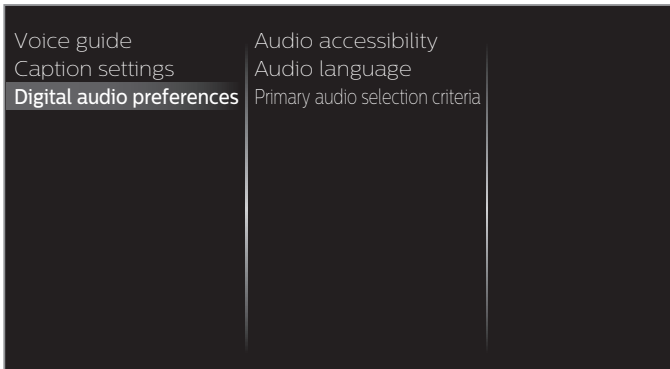 Voice guide
Caption settings
Digital audio preferences
Audio accessibility
Audio language
Primary audio selection criteria